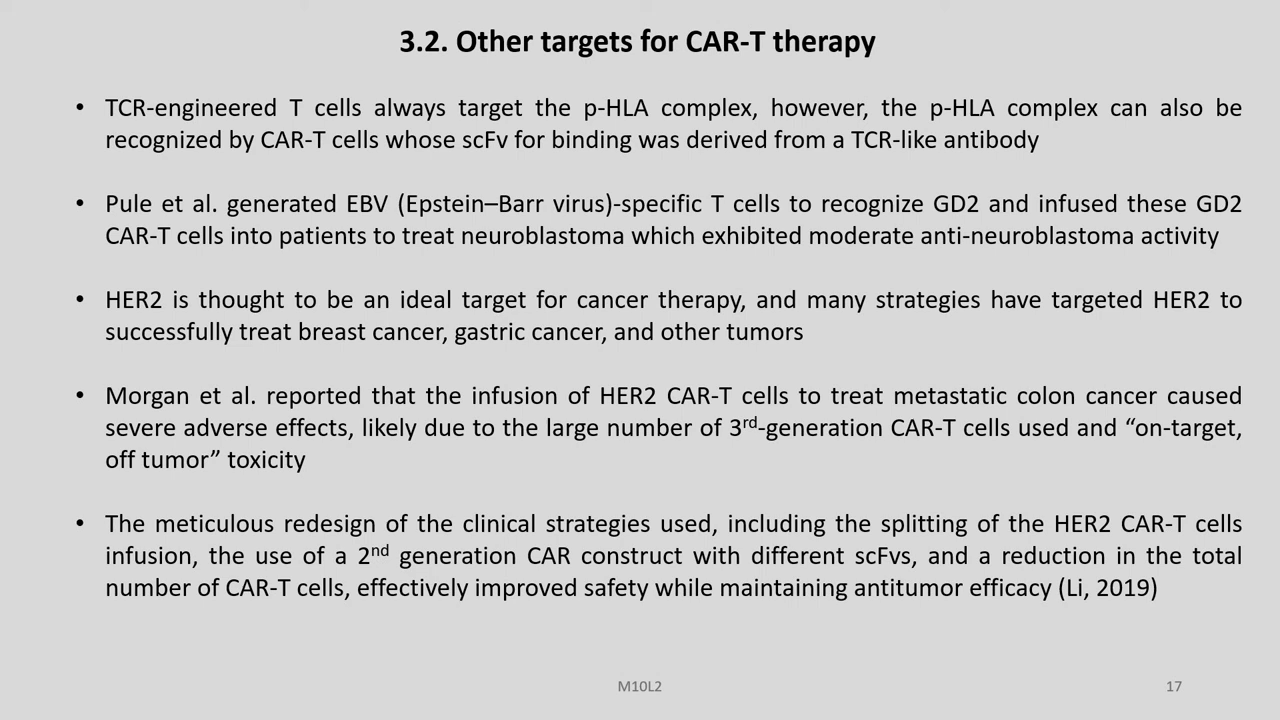 3.2. Other targets for CAR-T therapy
• TCR-engineered T cells always target the p-HLA complex, however, the p-HLA complex can also be
recognized by CAR-T cells whose scFv for binding was derived from a TCR-like antibody
• Pule et al. generated EBV (Epstein–Barr virus)-specific T cells to recognize GD2 and infused these GD2
CAR-T cells into patients to treat neuroblastoma which exhibited moderate anti-neuroblastoma activity
• HER2 is thought to be an ideal target for cancer therapy, and many strategies have targeted HER2 to
successfully treat breast cancer, gastric cancer, and other tumors
• Morgan et al. reported that the infusion of HER2 CAR-T cells to treat metastatic colon cancer caused
severe adverse effects, likely due to the large number of 3rd-generation CAR-T cells used and “on-target,
off tumor” toxicity
• The meticulous redesign of the clinical strategies used, including the splitting of the HER2 CAR-T cells
infusion, the use of a 2nd generation CAR construct with different scFvs, and a reduction in the total
number of CAR-T cells, effectively improved safety while maintaining antitumor efficacy (Li, 2019)
M10L2
17